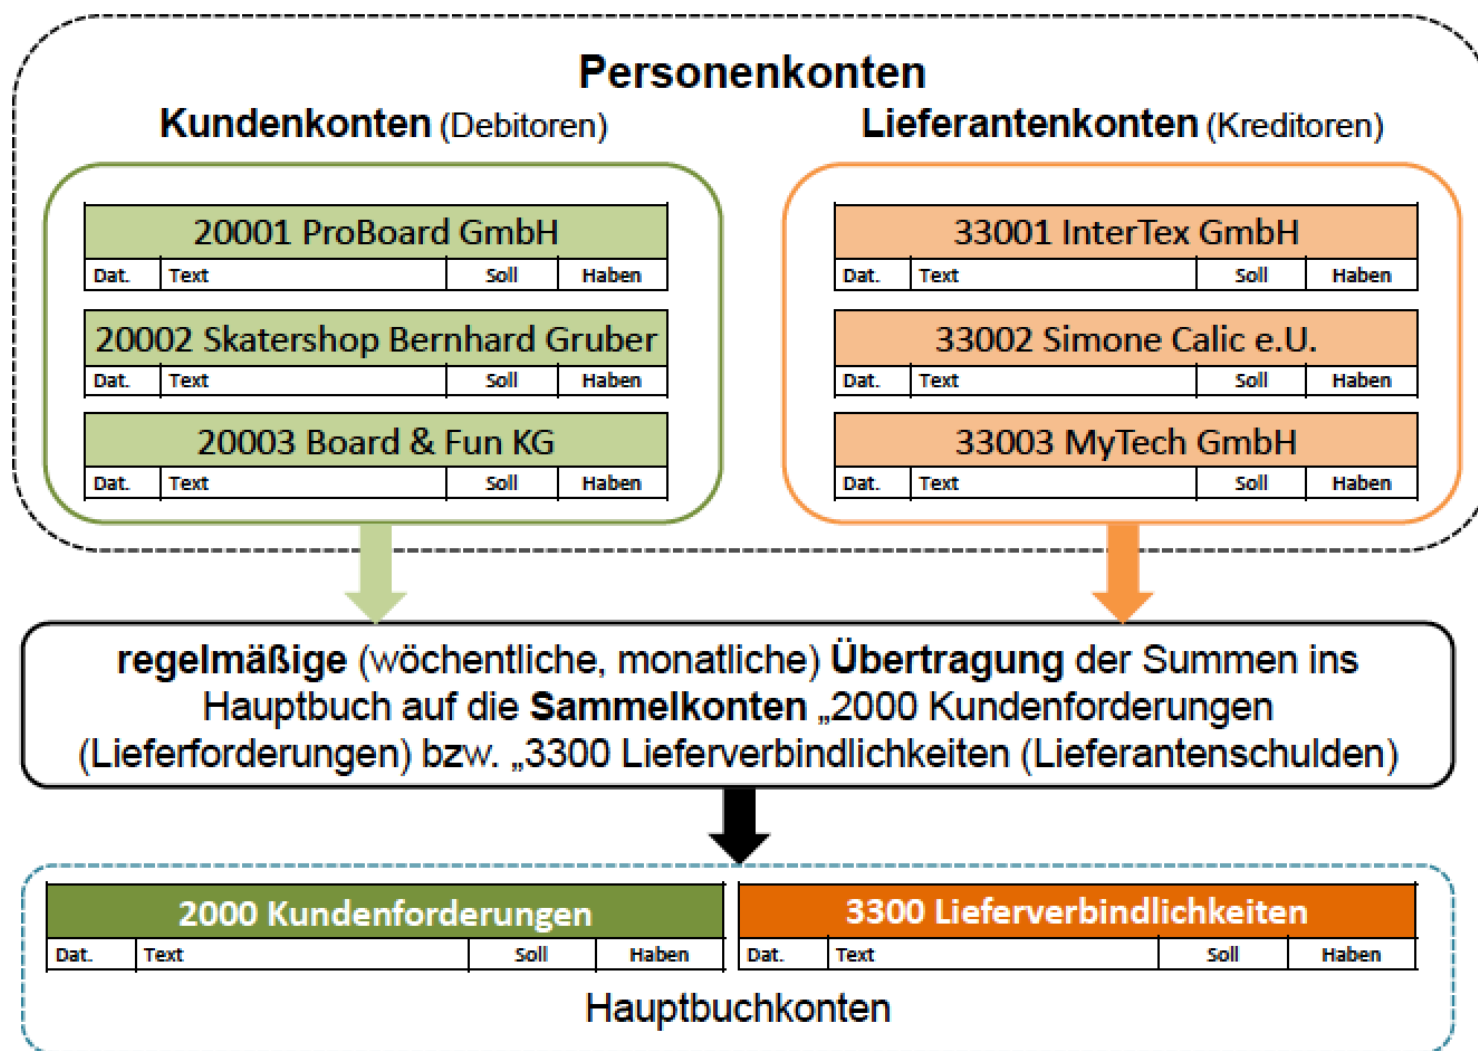 Personenkonten
Kundenkonten (Debitoren)
20001 ProBoard GmbH
Dat. Text Soll Haben
20002 Skatershop Bernhard Gruber
Dat. Text Soll Haben
20003 Board & Fun KG
Dat. Text Soll Haben
Lieferantenkonten (Kreditoren)
33001 InterTex GmbH
Dat. Text Soll Haben
33002 Simone Calic e.U.
Dat. Text Soll Haben
33003 MyTech GmbH
Dat. Text Soll Haben
regelmäßige (wöchentliche, monatliche) Übertragung der Summen ins
Hauptbuch auf die Sammelkonten „2000 Kundenforderungen
(Lieferforderungen) bzw. „3300 Lieferverbindlichkeiten (Lieferantenschulden)
2000 Kundenforderungen
Dat. Text Soll Haben
3300 Lieferverbindlichkeiten
Dat. Text Soll Haben
Hauptbuchkonten